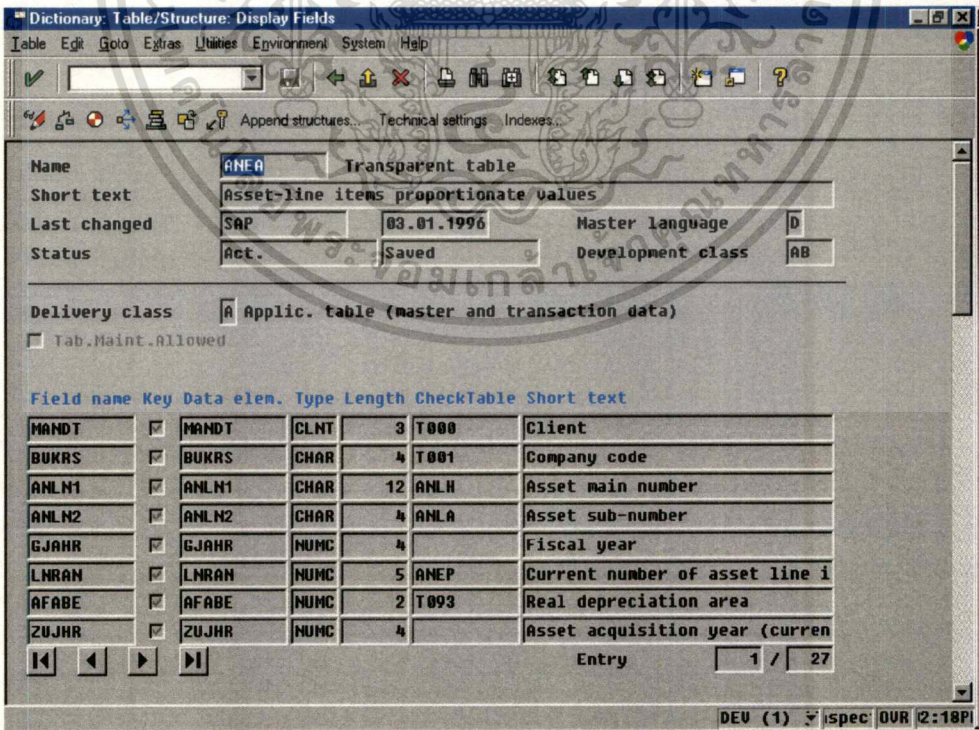 Dictionary: Table/Structure: Display Fields
Table Edit Goto Extras Utilities Environment System Help
Append structures... Technical settings Indexes...
Name ANEA Transparent table
Short text Asset-line items proportionate values
Last changed SAP 03.01.1996 Master language D
Status Act. Saved Development class AB
Delivery class A Applic. table (master and transaction data)
Tab.Maint.Allowed
Field name Key Data elem. Type Length CheckTable Short text
MANDT MANDT CLNT 3 T000 Client
BUKRS BUKRS CHAR 4 T001 Company code
ANLN1 ANLN1 CHAR 12 ANLH Asset main number
ANLN2 ANLN2 CHAR 4 ANLA Asset sub-number
GJAHR GJAHR NUMC 4 Fiscal year
LNRAN LNRAN NUMC 5 ANEP Current number of asset line i
AFABE AFABE NUMC 2 T093 Real depreciation area
ZUJHR ZUJHR NUMC 4 Asset acquisition year (curren
Entry 1 / 27
DEV (1) ispec OVR 2:18P